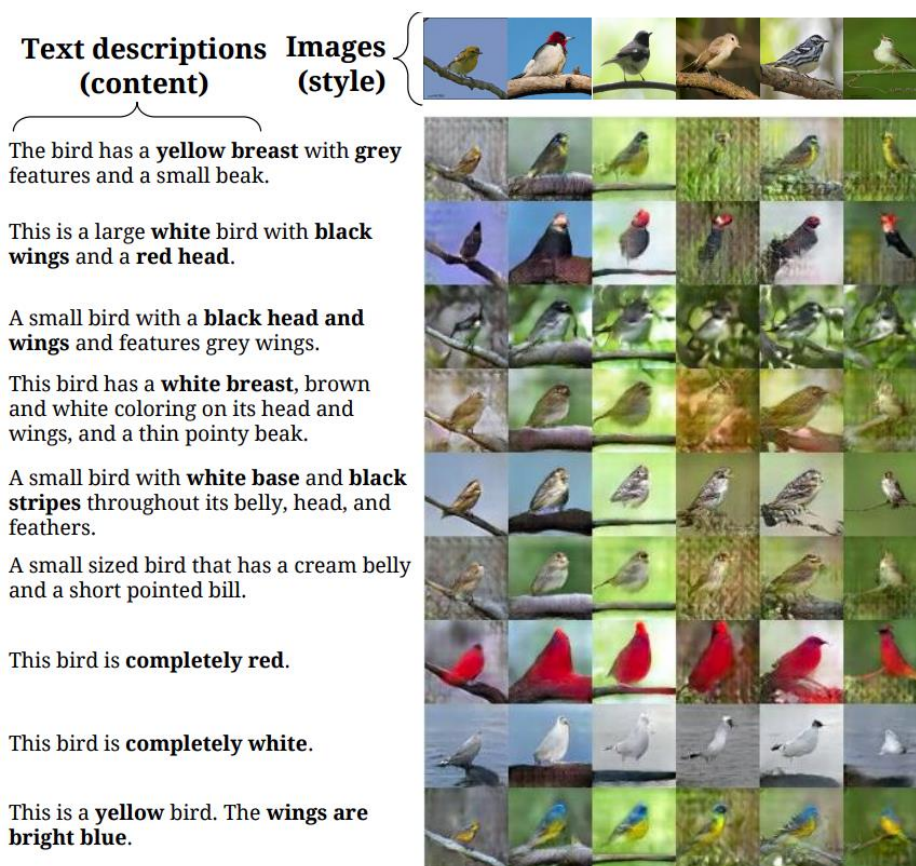 Text descriptions
(content)
Images
(style)
The bird has a yellow breast with grey
features and a small beak.
This is a large white bird with black
wings and a red head.
A small bird with a black head and
wings and features grey wings.
This bird has a white breast, brown
and white coloring on its head and
wings, and a thin pointy beak.
A small bird with white base and black
stripes throughout its belly, head, and
feathers.
A small sized bird that has a cream belly
and a short pointed bill.
This bird is completely red.
This bird is completely white.
This is a yellow bird. The wings are
bright blue.